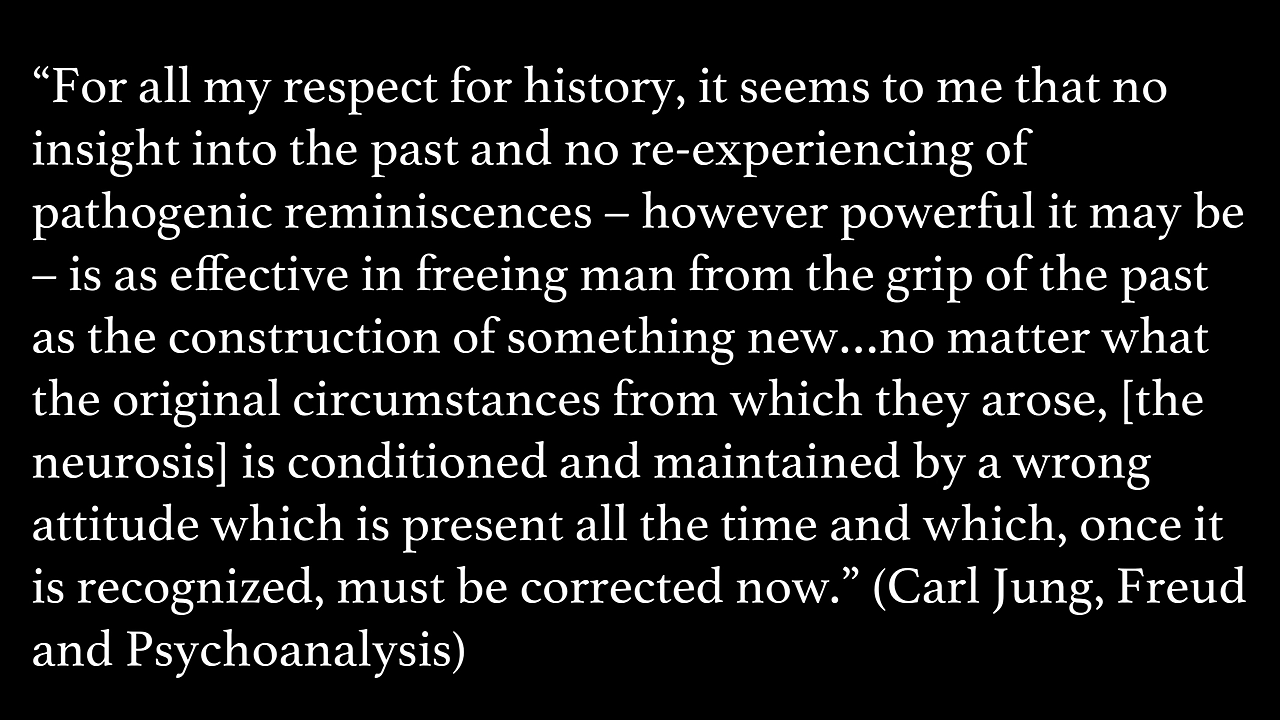 “For all my respect for history, it seems to me that no
insight into the past and no re-experiencing of
pathogenic reminiscences – however powerful it may be
– is as effective in freeing man from the grip of the past
as the construction of something new...no matter what
the original circumstances from which they arose, [the
neurosis] is conditioned and maintained by a wrong
attitude which is present all the time and which, once it
is recognized, must be corrected now.” (Carl Jung, Freud
and Psychoanalysis)